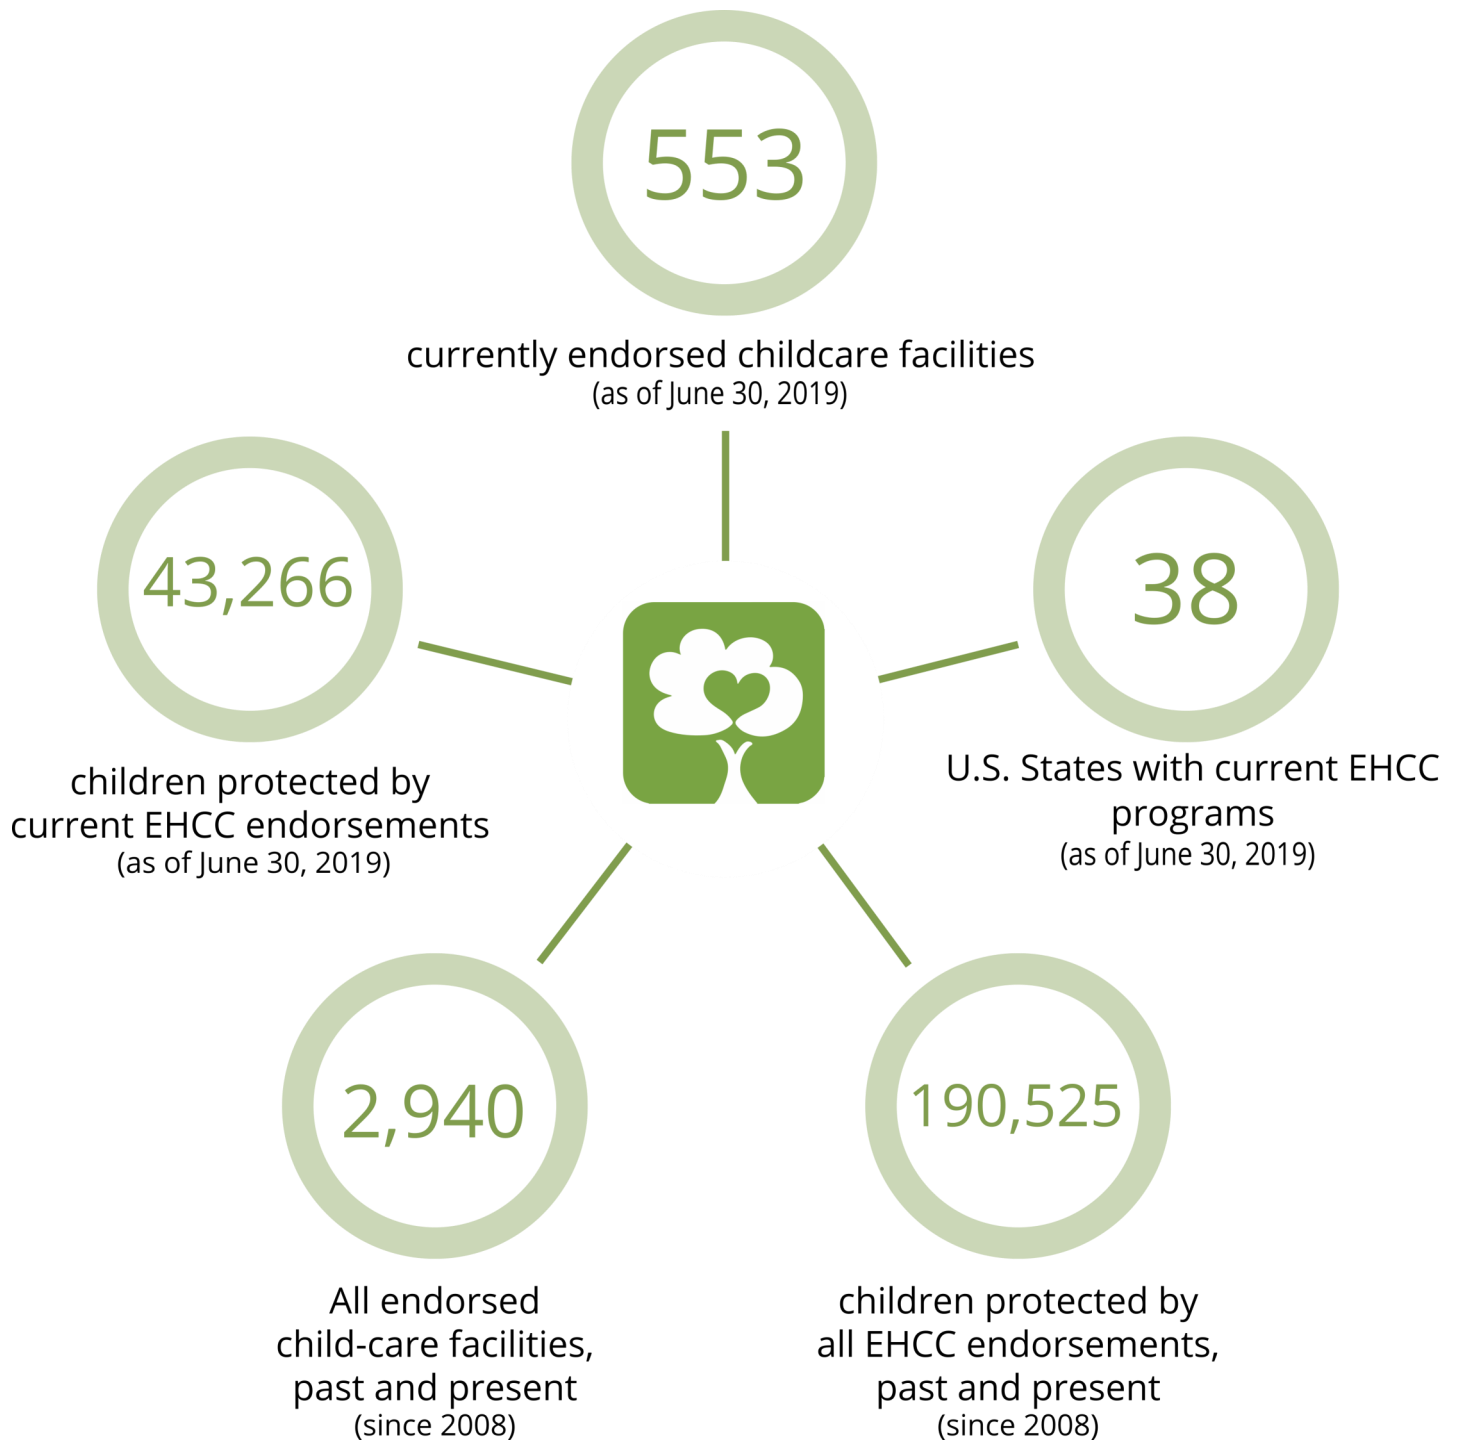 553
currently endorsed childcare facilities
(as of June 30, 2019)
43,266
children protected by
current EHCC endorsements
(as of June 30, 2019)
38
U.S. States with current EHCC
programs
(as of June 30, 2019)
2,940
All endorsed
child-care facilities,
past and present
(since 2008)
190,525
children protected by
all EHCC endorsements,
past and present
(since 2008)